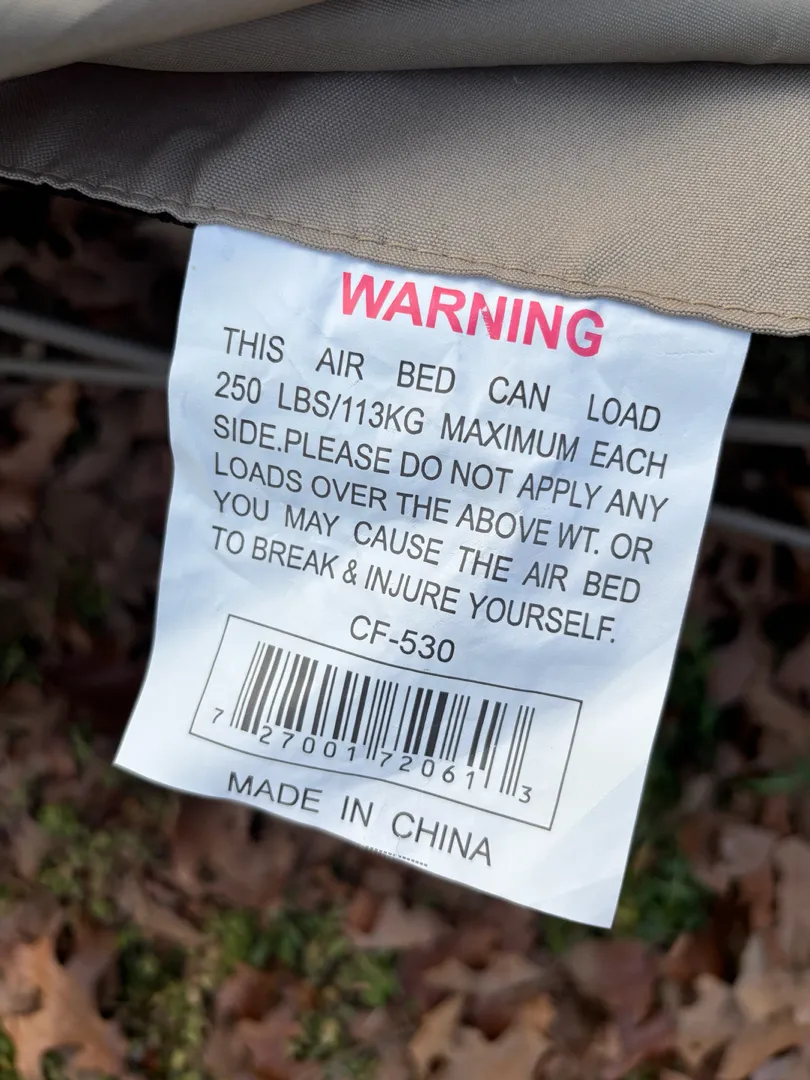 WARNING
THIS AIR BED CAN LOAD
250 LBS/113KG MAXIMUM EACH
SIDE.PLEASE DO NOT APPLY ANY
LOADS OVER THE ABOVE WT. OR
YOU MAY CAUSE THE AIR BED
TO BREAK & INJURE YOURSELF.
CF-530
7 27001 72061 3
MADE IN CHINA